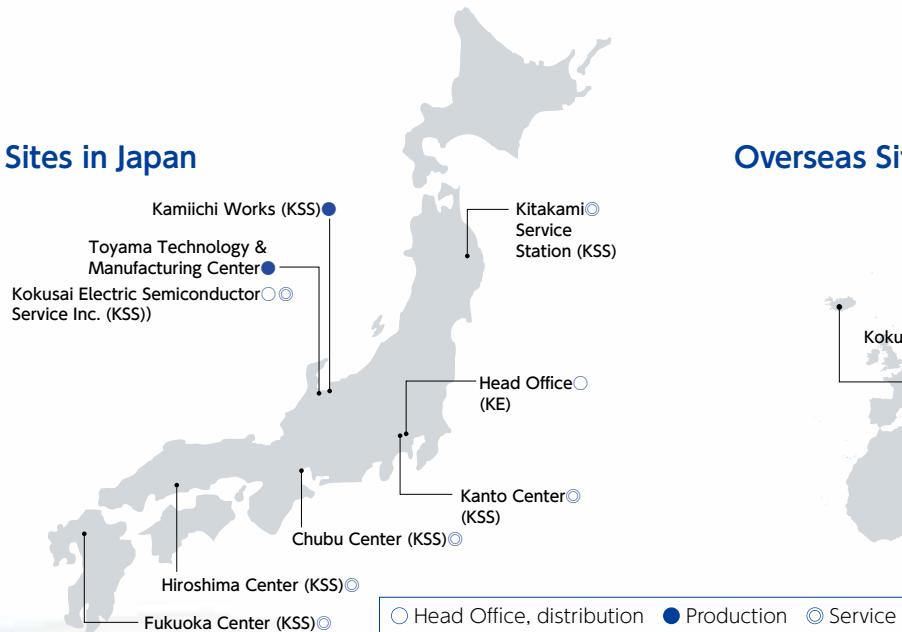 Sites in Japan
Overseas Si
Kamiichi Works (KSS)●
Toyama Technology &
Manufacturing Center●
Kokusai Electric Semiconductor○◎
Service Inc. (KSS))
Kitakami◎
Service
Station (KSS)
Koku
Head Office○
(KE)
Kanto Center◎
(KSS)
Chubu Center (KSS)◎
Hiroshima Center (KSS)◎
Fukuoka Center (KSS)◎
○ Head Office, distribution ● Production ◎ Service